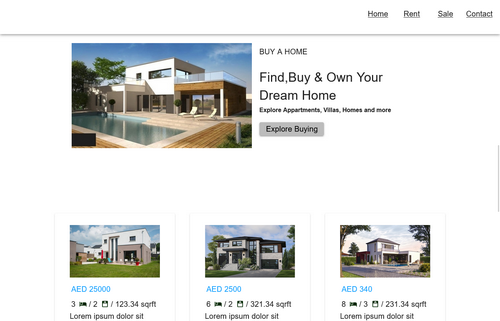 Home Rent Sale Contact
BUY A HOME
Find,Buy & Own Your
Dream Home
Explore Appartments, Villas, Homes and more
Explore Buying
AED 25000
3 / 2 / 123.34 sqrft
Lorem ipsum dolor sit
AED 2500
6 / 2 / 321.34 sqrft
Lorem ipsum dolor sit
AED 340
8 / 3 / 231.34 sqrft
Lorem ipsum dolor sit